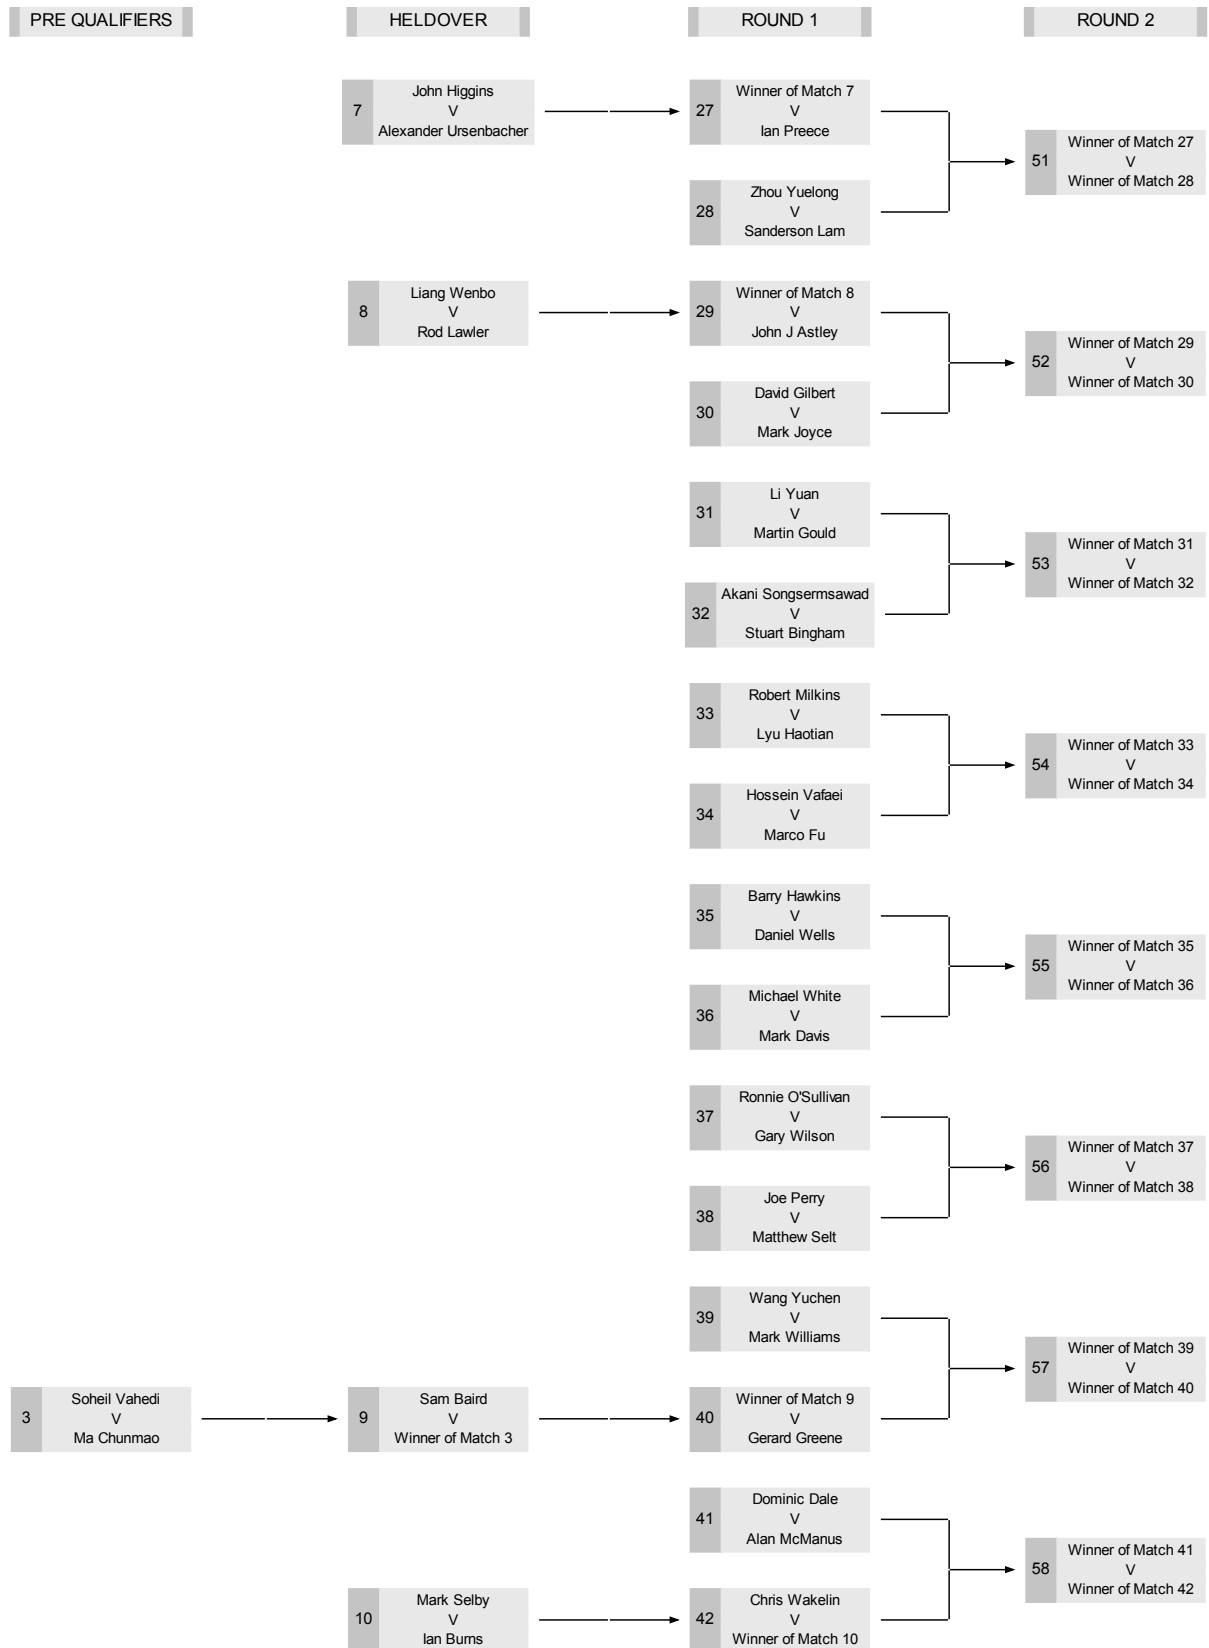 PRE QUALIFIERS
HELDOVER
ROUND 1
ROUND 2
7
John Higgins
V
Alexander Ursenbacher
27
Winner of Match 7
V
Ian Preece
51
Winner of Match 27
V
Winner of Match 28
28
Zhou Yuelong
V
Sanderson Lam
8
Liang Wenbo
V
Rod Lawler
29
Winner of Match 8
V
John J Astley
52
Winner of Match 29
V
Winner of Match 30
30
David Gilbert
V
Mark Joyce
31
Li Yuan
V
Martin Gould
53
Winner of Match 31
V
Winner of Match 32
32
Akani Songsermsawad
V
Stuart Bingham
33
Robert Milkins
V
Lyu Haotian
54
Winner of Match 33
V
Winner of Match 34
34
Hossein Vafaei
V
Marco Fu
35
Barry Hawkins
V
Daniel Wells
55
Winner of Match 35
V
Winner of Match 36
36
Michael White
V
Mark Davis
37
Ronnie O'Sullivan
V
Gary Wilson
56
Winner of Match 37
V
Winner of Match 38
38
Joe Perry
V
Matthew Selt
39
Wang Yuchen
V
Mark Williams
57
Winner of Match 39
V
Winner of Match 40
3
Soheil Vahedi
V
Ma Chunmao
9
Sam Baird
V
Winner of Match 3
40
Winner of Match 9
V
Gerard Greene
41
Dominic Dale
V
Alan McManus
58
Winner of Match 41
V
Winner of Match 42
10
Mark Selby
V
Ian Burns
42
Chris Wakelin
V
Winner of Match 10